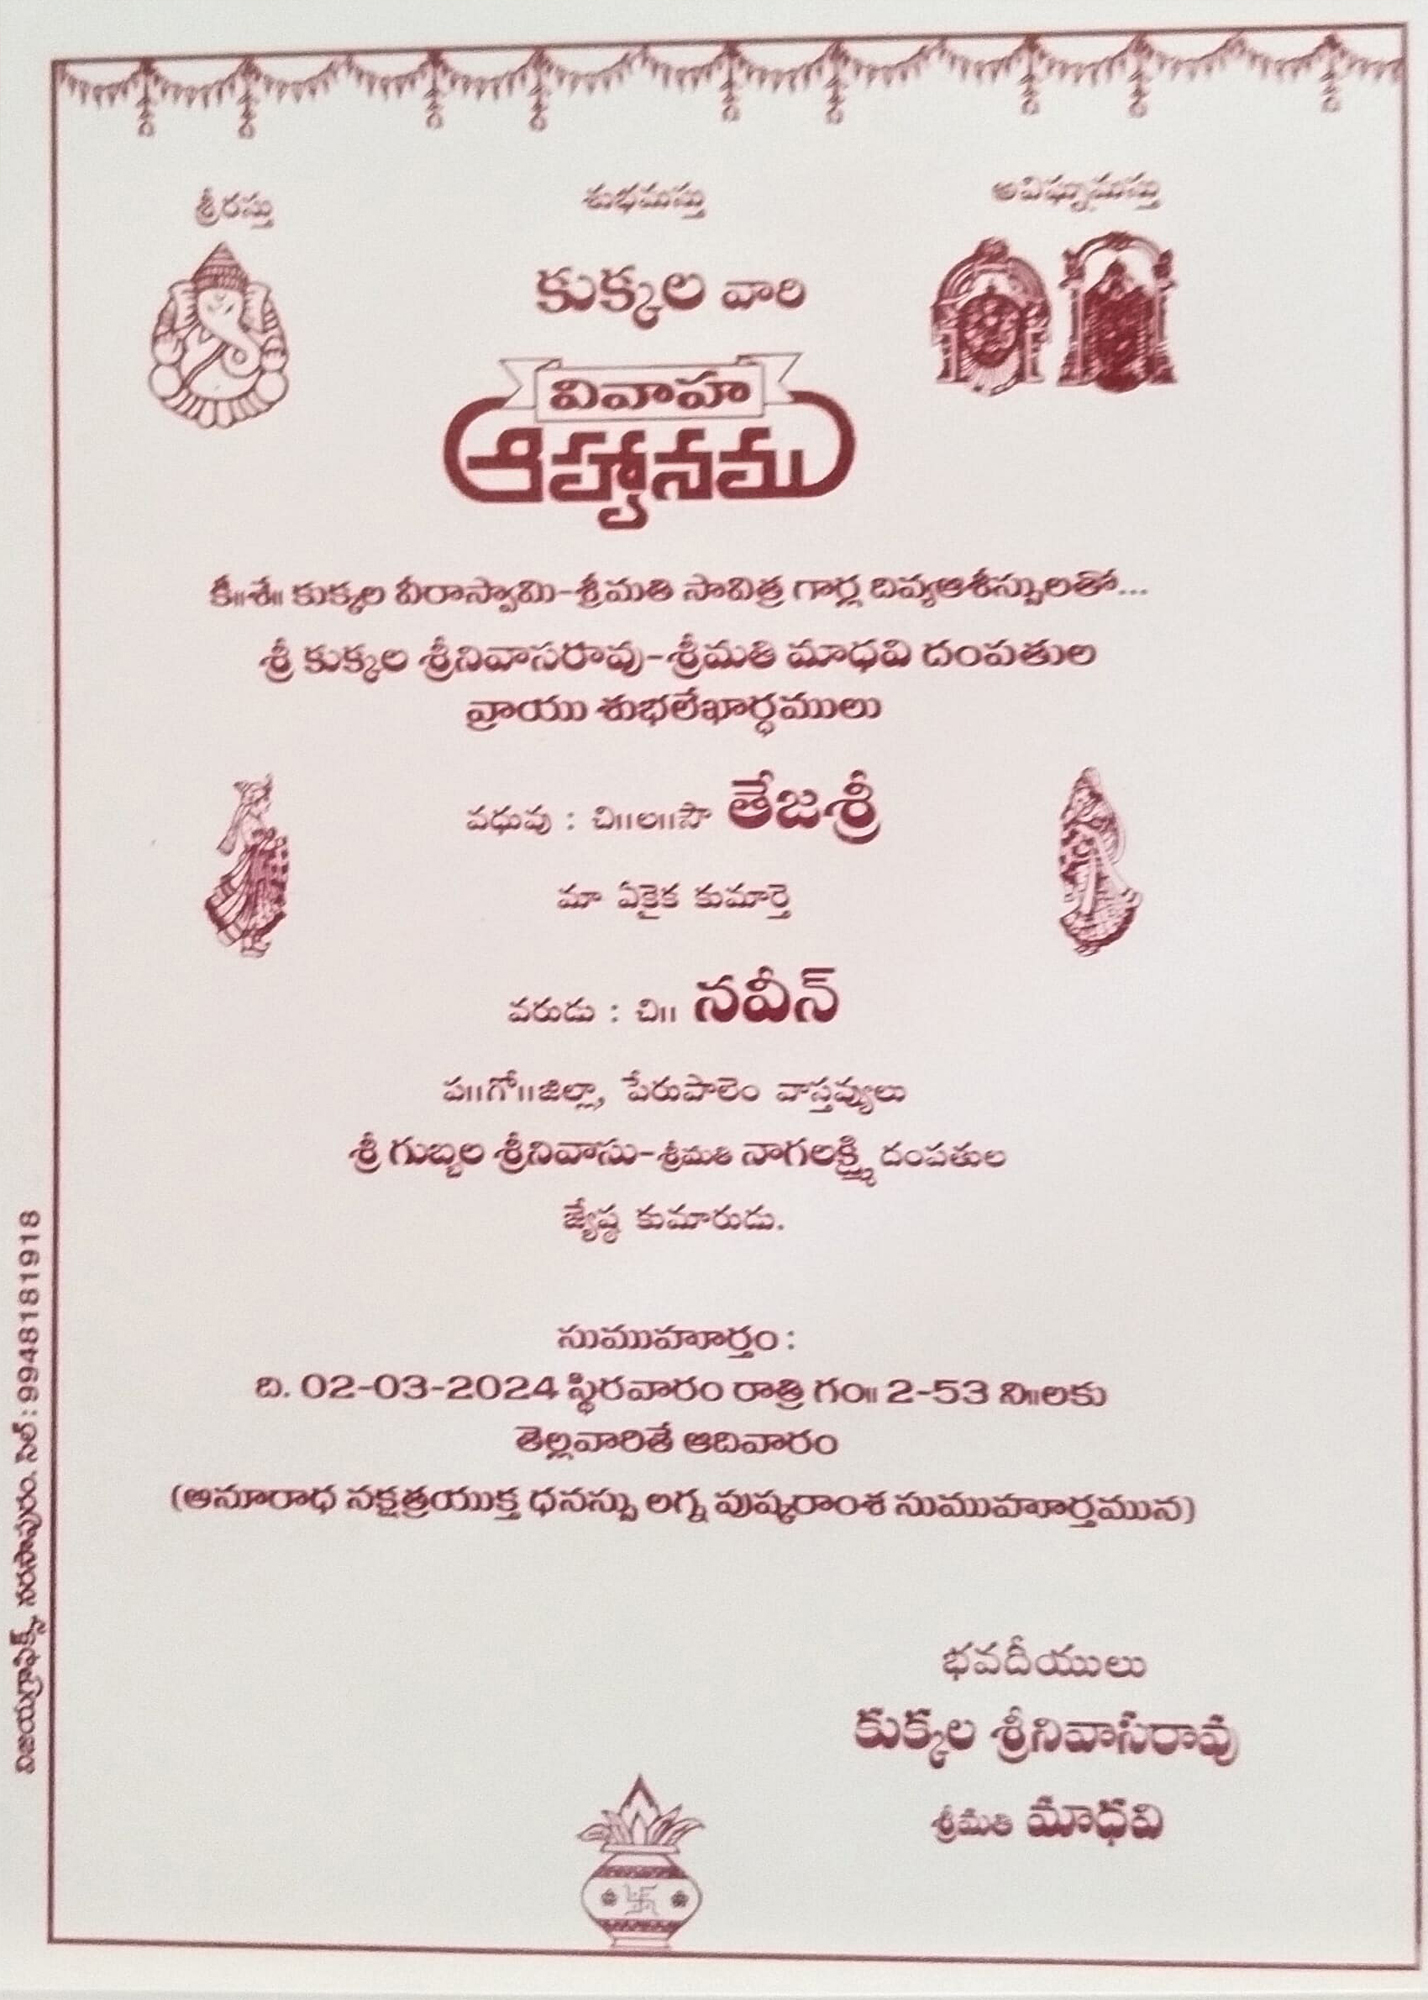 శ్రీరస్తు
శుభమస్తు
అవిఘ్నమస్తు
కుక్కల వారి
వివాహ
ఆహ్వానము
కీ॥శే॥ కుక్కల వీరాస్వామి-శ్రీమతి సావిత్ర గార్ల దివ్యఆశీస్సులతో...
శ్రీ కుక్కల శ్రీనివాసరావు-శ్రీమతి మాధవి దంపతుల
వ్రాయు శుభలేఖార్థములు
వధువు : చి॥ల॥సౌ తేజశ్రీ
మా ఏకైక కుమార్తె
వరుడు : చి॥ నవీన్
ప॥గో॥జిల్లా, పేరుపాలెం వాస్తవ్యులు
శ్రీ గుబ్బల శ్రీనివాసు-శ్రీమతి నాగలక్ష్మి దంపతుల
జ్యేష్ఠ కుమారుడు.
సుముహూర్తం :
ది. 02-03-2024 స్థిరవారం రాత్రి గం॥ 2-53 ని॥లకు
తెల్లవారితే ఆదివారం
(అనూరాధ నక్షత్రయుక్త ధనస్సు లగ్న పుష్కరాంశ సుముహూర్తమున)
భవదీయులు
కుక్కల శ్రీనివాసరావు
శ్రీమతి మాధవి
విజయగ్రాఫిక్స్, నరసాపురం. సెల్ : 9948181918